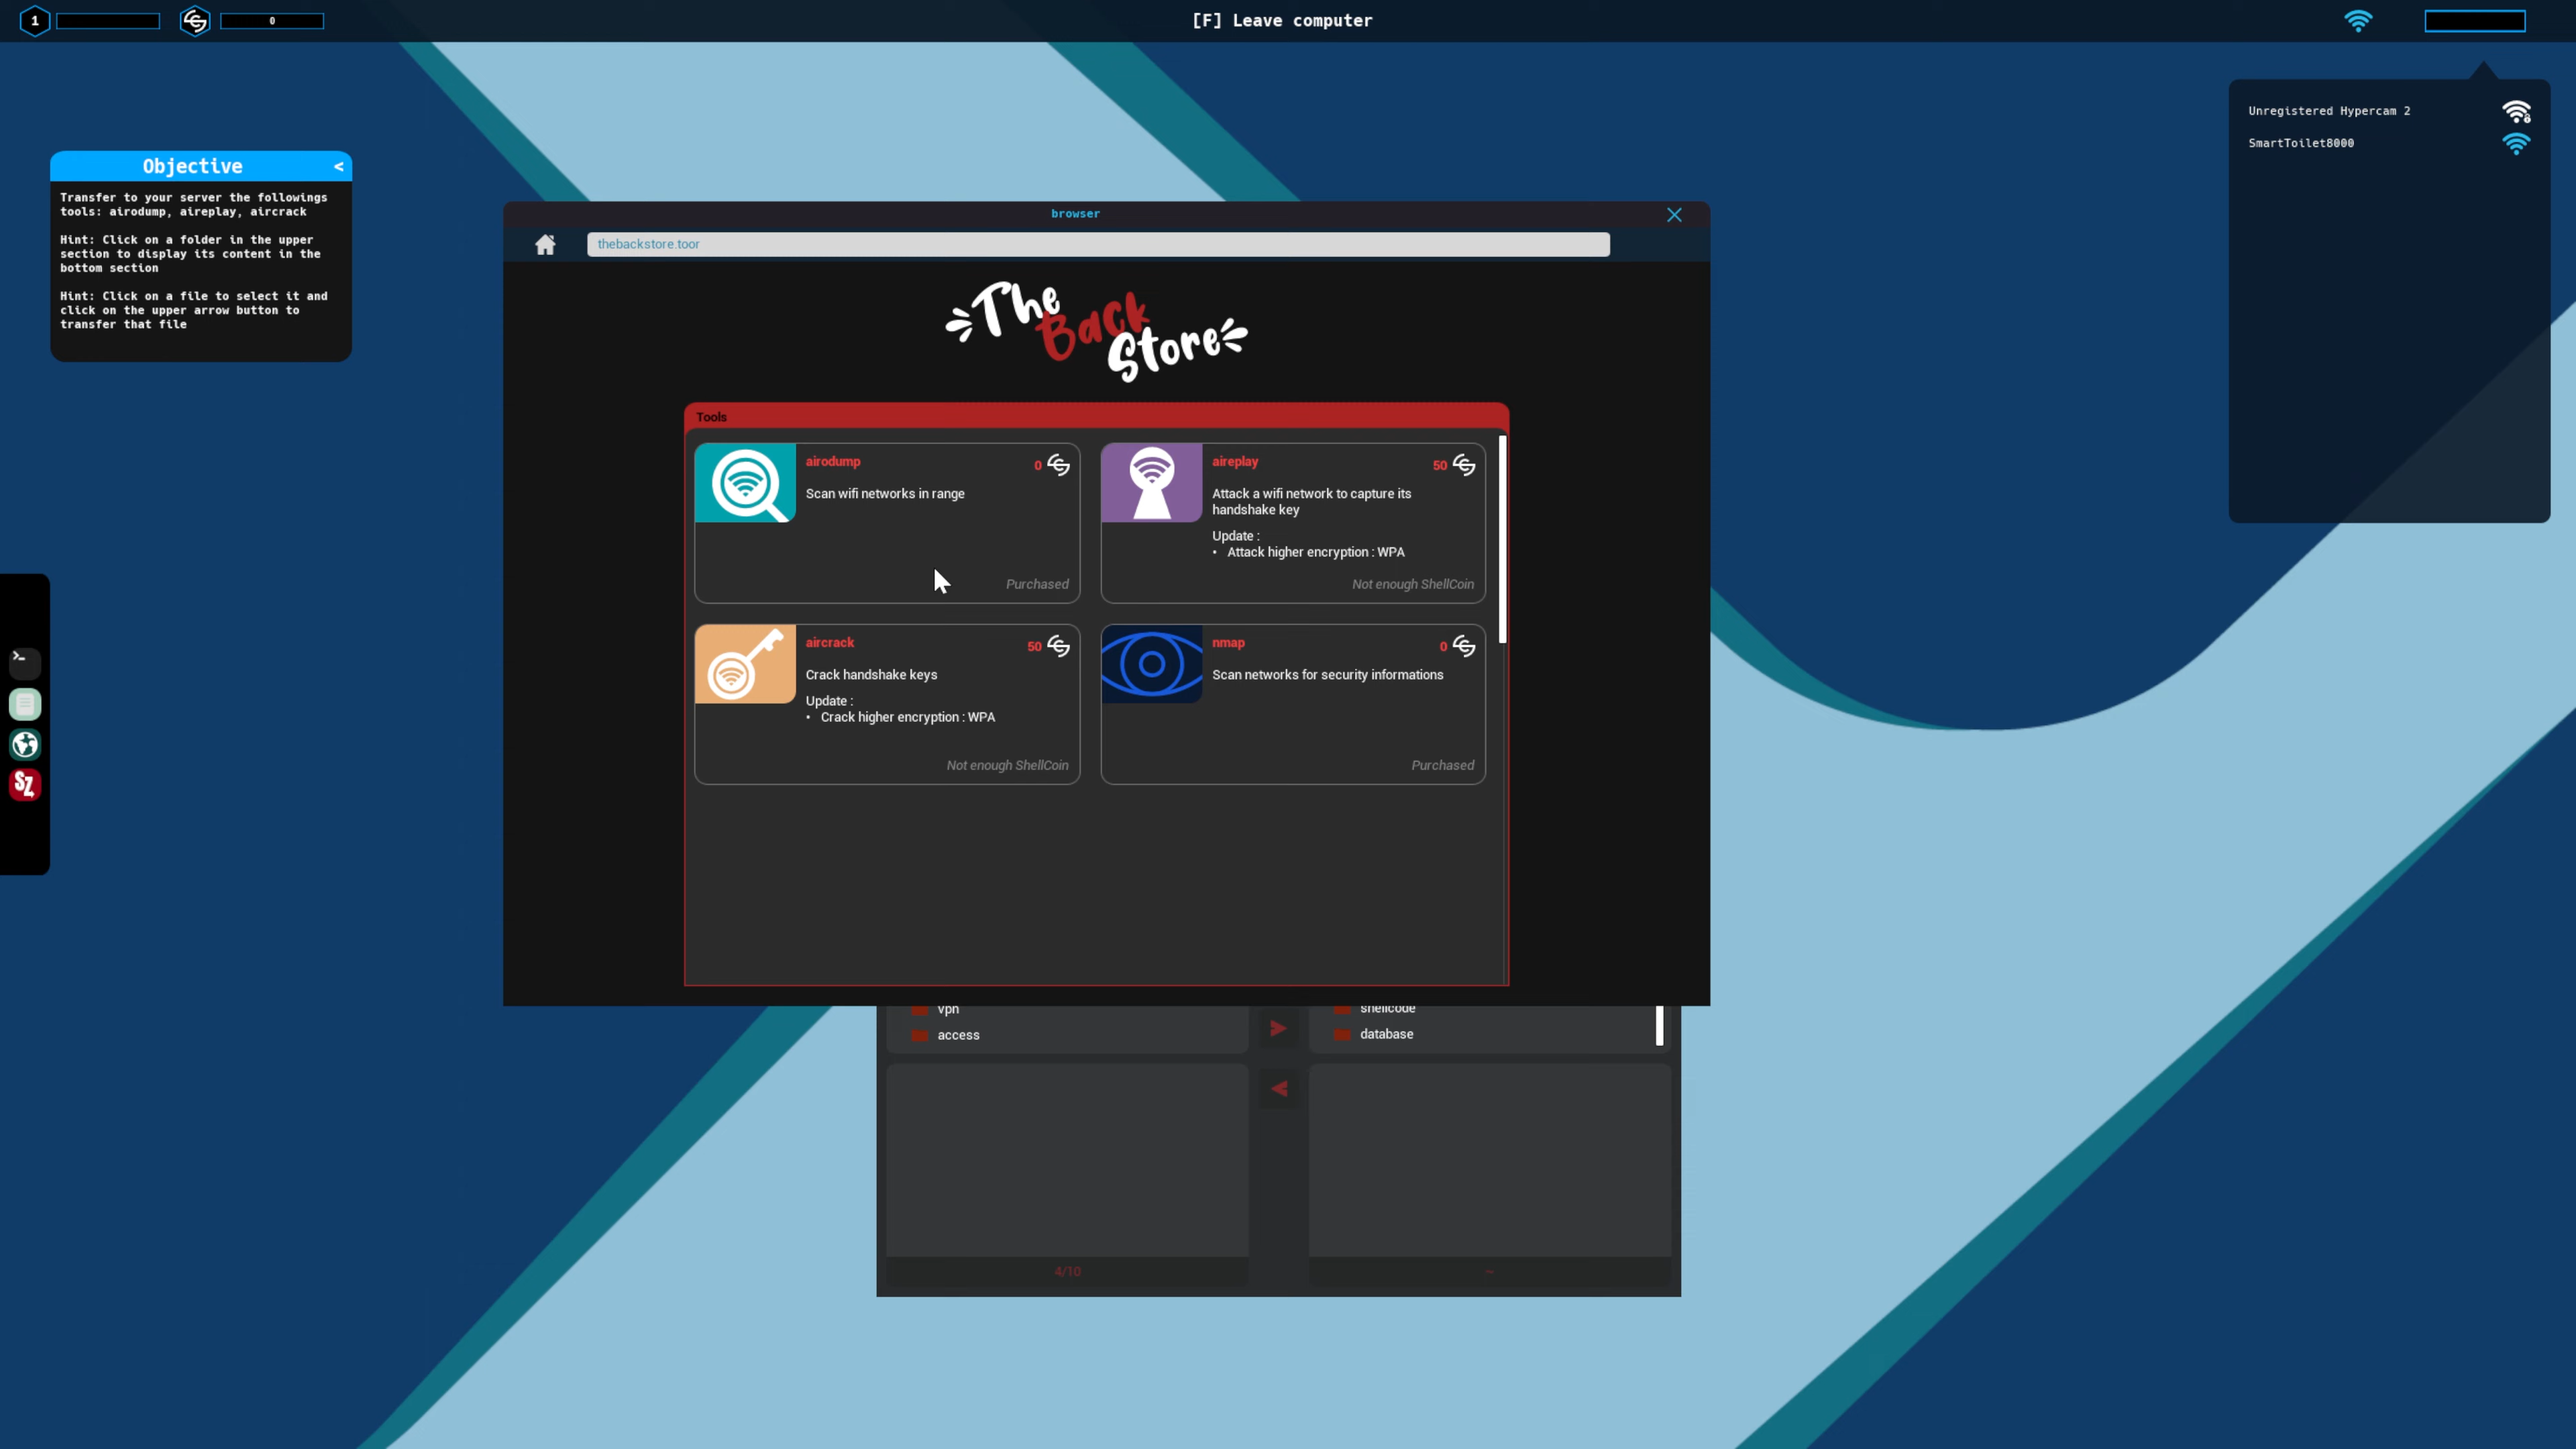 1
0
[F] Leave computer
Unregistered Hypercam 2
SmartToilet8000
Objective <
Transfer to your server the followings
tools: airodump, aireplay, aircrack
Hint: Click on a folder in the upper
section to display its content in the
bottom section
Hint: Click on a file to select it and
click on the upper arrow button to
transfer that file
browser
thebackstore.toor
The
Back
Store
Tools
airodump
0
Scan wifi networks in range
Purchased
aireplay
50
Attack a wifi network to capture its
handshake key
Update :
• Attack higher encryption : WPA
Not enough ShellCoin
aircrack
50
Crack handshake keys
Update :
• Crack higher encryption : WPA
Not enough ShellCoin
nmap
0
Scan networks for security informations
Purchased
>-
SZ
vpn
access
shellcode
database
4/10
~